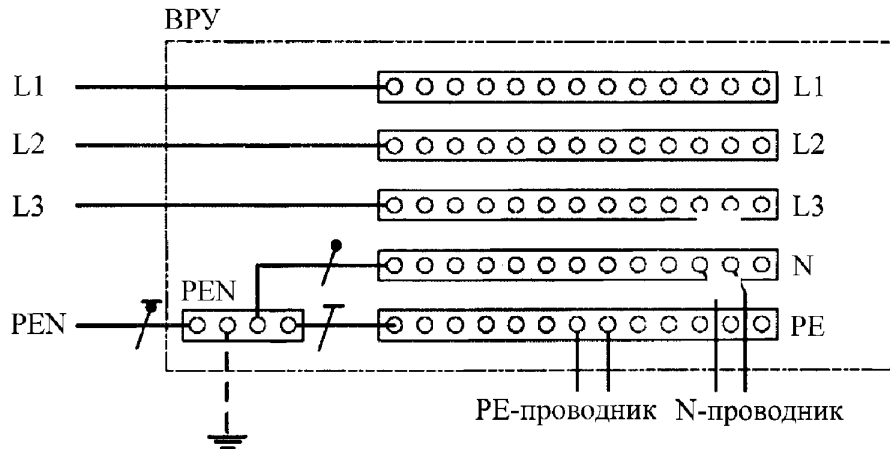 ВРУ
L1 L1
L2 L2
L3 L3
N
PEN
PEN PE
PE-проводник N-проводник